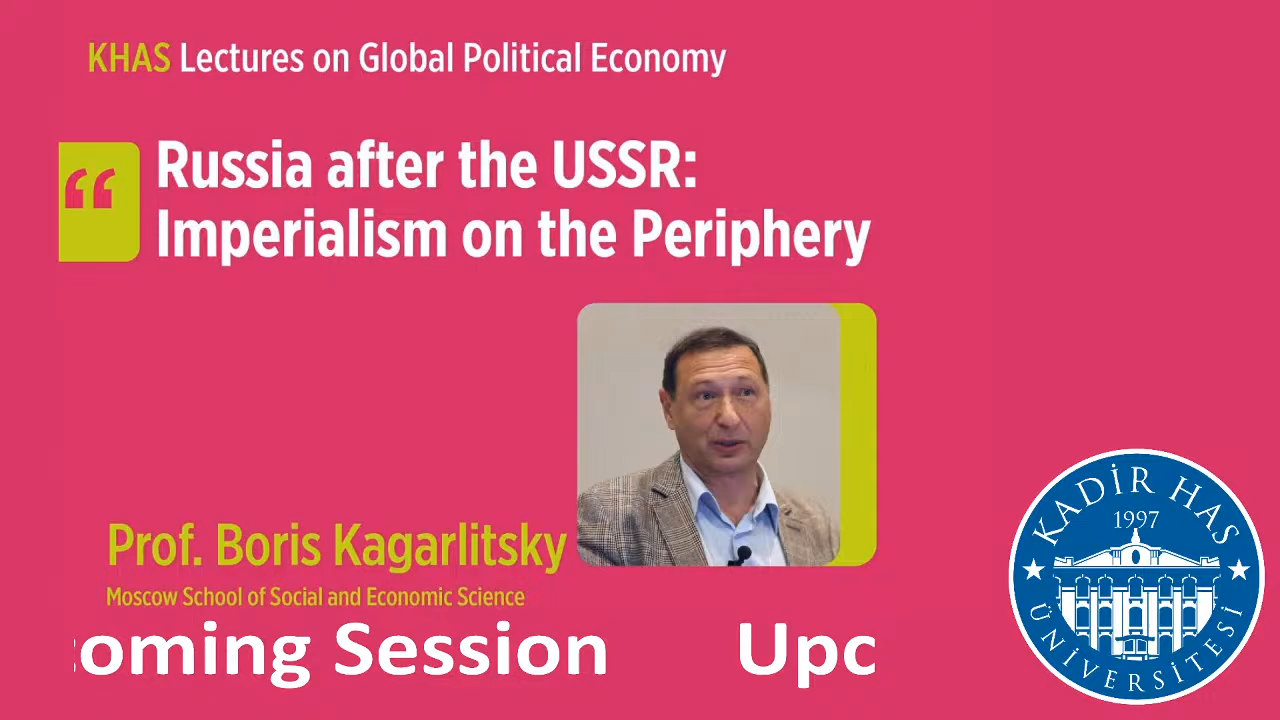 KHAS Lectures on Global Political Economy
“ Russia after the USSR:
Imperialism on the Periphery
Prof. Boris Kagarlitsky
Moscow School of Social and Economic Science
coming Session Upc
KADİR HAS
1997
ÜNİVERSİTESİ